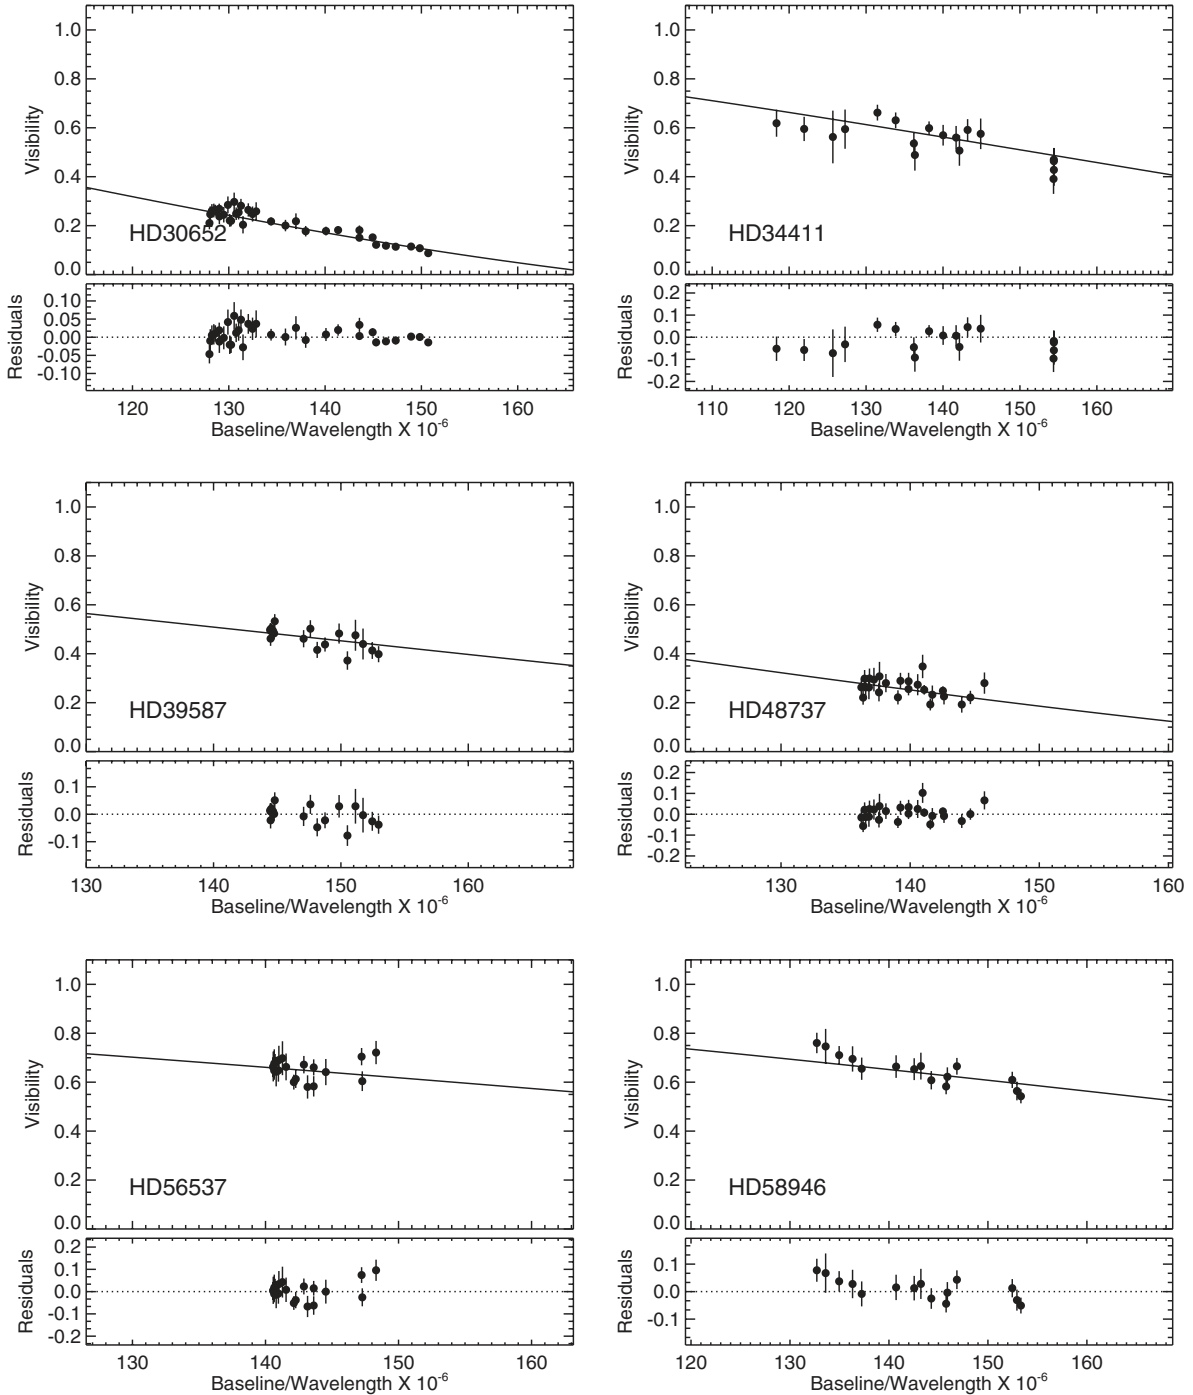 1.0
0.8
0.6
0.4
0.2
0.0
Visibility
HD30652
0.10
0.05
0.00
-0.05
-0.10
Residuals
120 130 140 150 160
Baseline/Wavelength X 10⁻⁶
1.0
0.8
0.6
0.4
0.2
0.0
Visibility
HD34411
0.2
0.1
0.0
-0.1
-0.2
Residuals
110 120 130 140 150 160
Baseline/Wavelength X 10⁻⁶
1.0
0.8
0.6
0.4
0.2
0.0
Visibility
HD39587
0.1
0.0
-0.1
Residuals
130 140 150 160
Baseline/Wavelength X 10⁻⁶
1.0
0.8
0.6
0.4
0.2
0.0
Visibility
HD48737
0.2
0.1
0.0
-0.1
-0.2
Residuals
130 140 150 160
Baseline/Wavelength X 10⁻⁶
1.0
0.8
0.6
0.4
0.2
0.0
Visibility
HD56537
0.2
0.1
0.0
-0.1
-0.2
Residuals
130 140 150 160
Baseline/Wavelength X 10⁻⁶
1.0
0.8
0.6
0.4
0.2
0.0
Visibility
HD58946
0.1
0.0
-0.1
Residuals
120 130 140 150 160
Baseline/Wavelength X 10⁻⁶